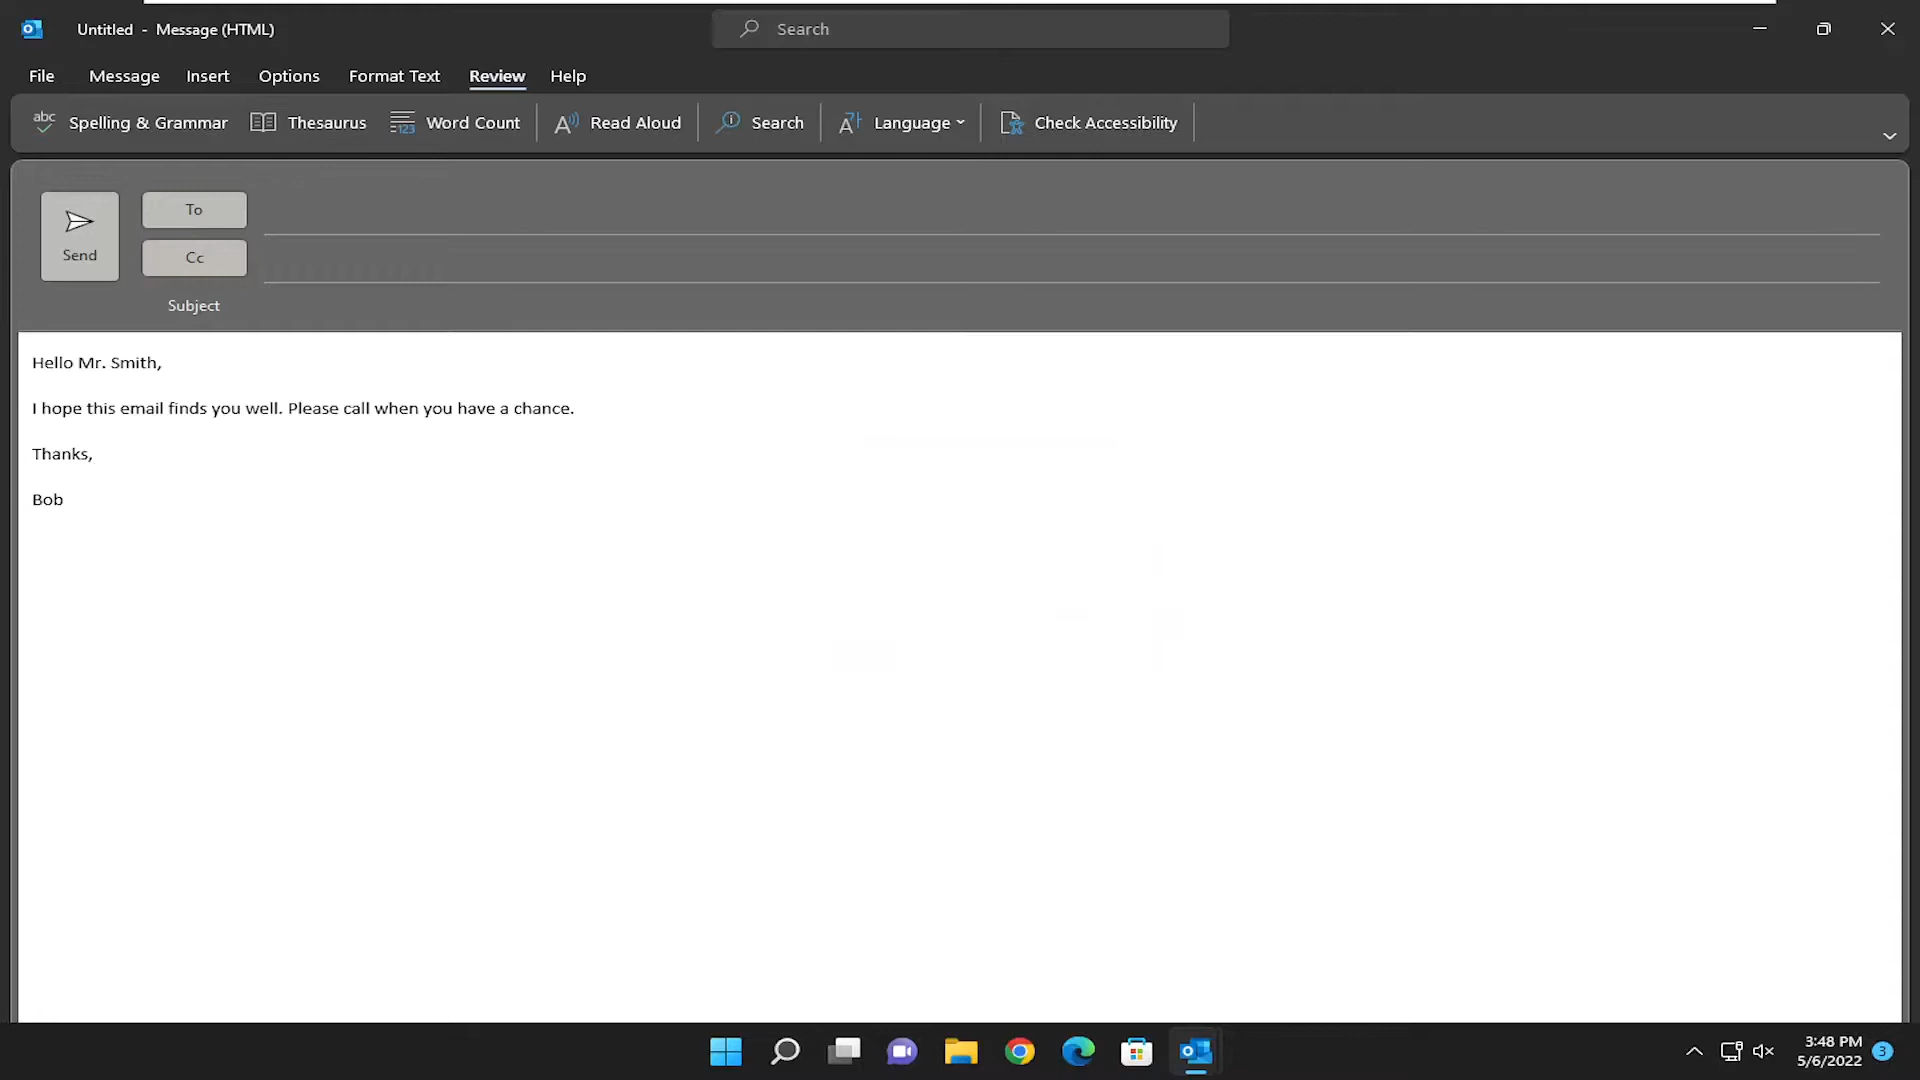 Untitled - Message (HTML)
Search
File Message Insert Options Format Text Review Help
abc Spelling & Grammar Thesaurus 123 Word Count A Read Aloud Search A Language Check Accessibility
Send
To
Cc
Subject
Hello Mr. Smith,
I hope this email finds you well. Please call when you have a chance.
Thanks,
Bob
3:48 PM
5/6/2022
3